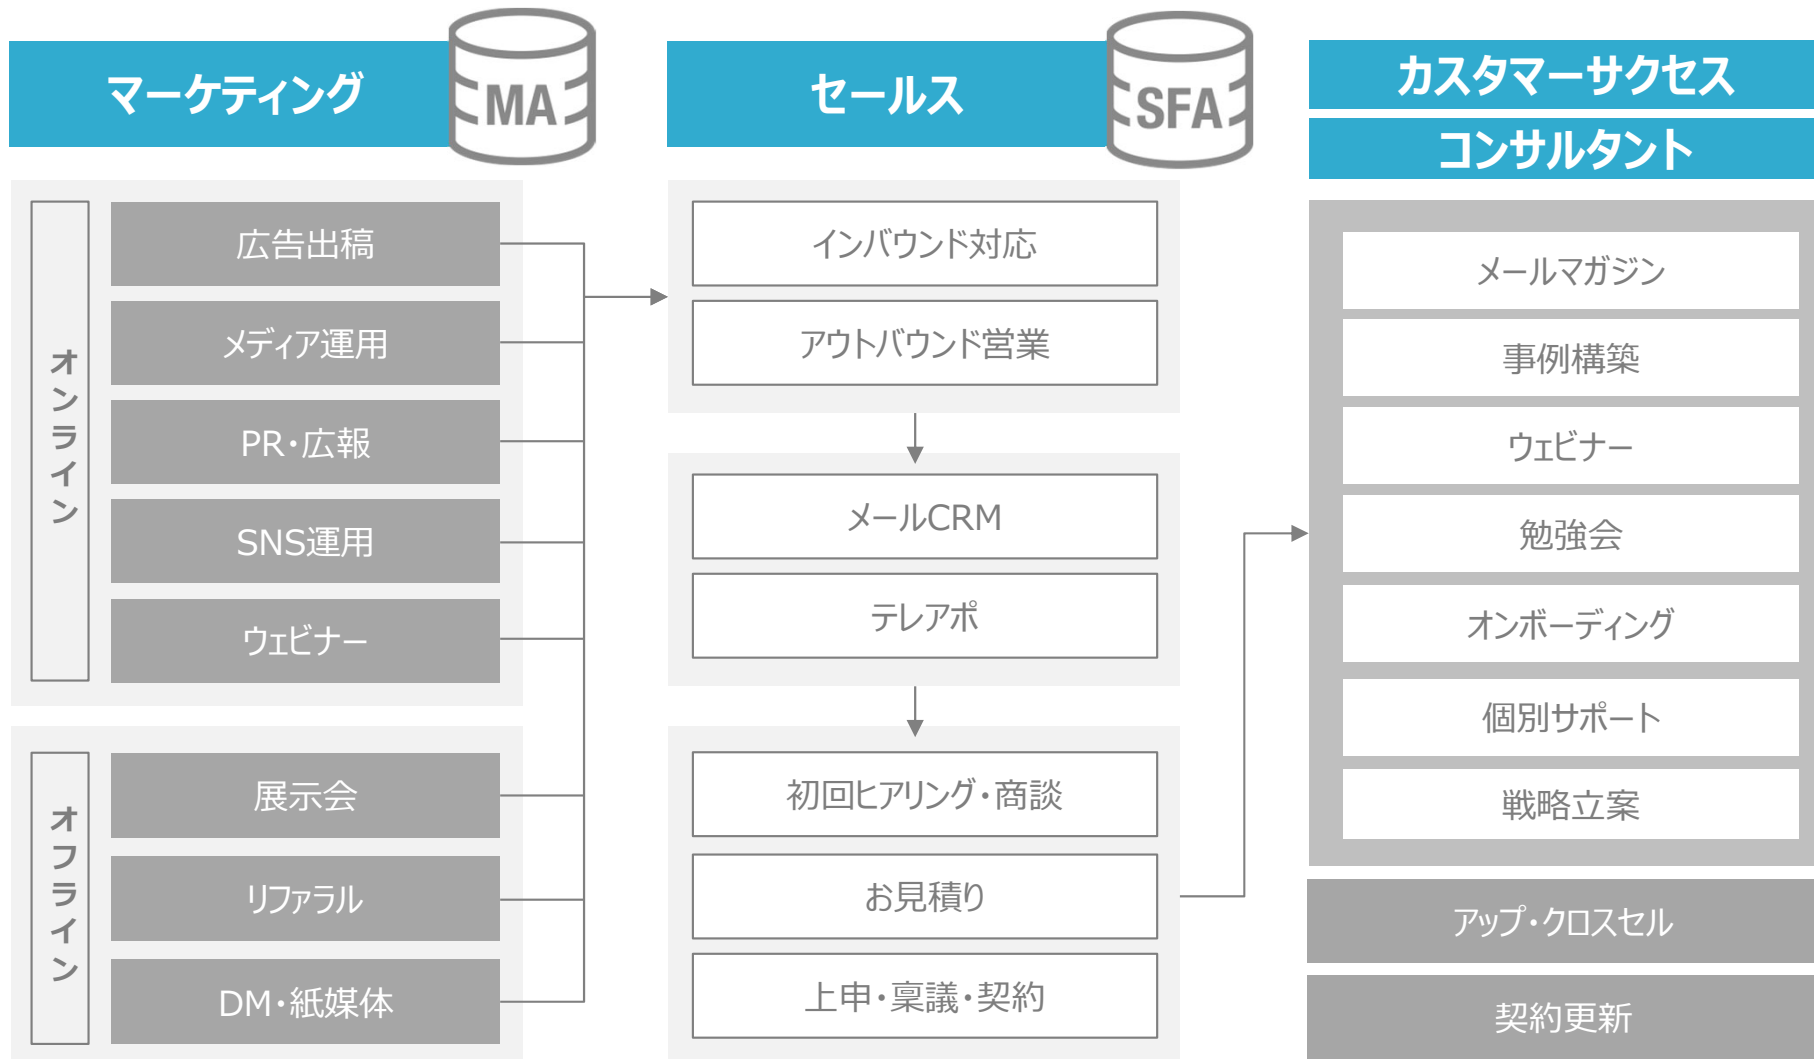 マーケティング
MA
オンライン
広告出稿
メディア運用
PR・広報
SNS運用
ウェビナー
オフライン
展示会
リファラル
DM・紙媒体
セールス
SFA
インバウンド対応
アウトバウンド営業
メールCRM
テレアポ
初回ヒアリング・商談
お見積り
上申・稟議・契約
カスタマーサクセス
コンサルタント
メールマガジン
事例構築
ウェビナー
勉強会
オンボーディング
個別サポート
戦略立案
アップ・クロスセル
契約更新